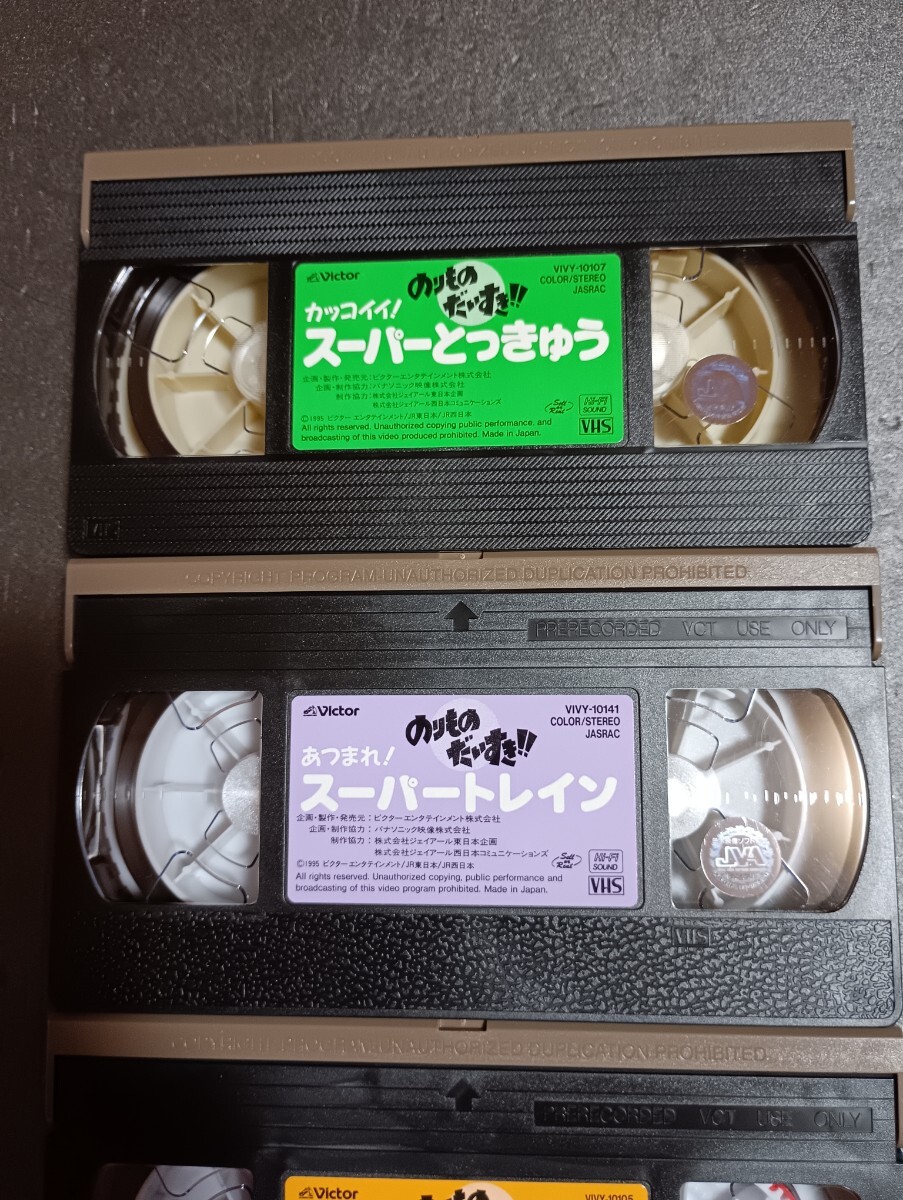 Victor
のりもの
だいすき!!
VIVY-10107
COLOR/STEREO
JASRAC
カッコイイ!
スーパーとっきゅう
企画・製作・発売元：ビクターエンタテインメント株式会社
企画・制作協力：パナソニック映像株式会社
制作協力：株式会社ジェイアール東日本企画
株式会社ジェイアール西日本コミュニケーションズ
©1995 ビクター エンタテインメント/JR東日本/JR西日本
All rights reserved. Unauthorized copying public performance. and
broadcasting of this video produced prohibited. Made in Japan.
Sell
Rent
Hi-Fi
SOUND
VHS
VHS
COPYRIGHT PROGRAM.UNAUTHORIZED DUPLICATION PROHIBITED.
PRERECORDED VCT USE ONLY
Victor
のりもの
だいすき!!
VIVY-10141
COLOR/STEREO
JASRAC
あつまれ!
スーパートレイン
企画・製作・発売元：ビクターエンタテインメント株式会社
企画・制作協力：パナソニック映像株式会社
制作協力：株式会社ジェイアール東日本企画
株式会社ジェイアール西日本コミュニケーションズ
©1995 ビクター エンタテインメント/JR東日本/JR西日本
All rights reserved. Unauthorized copying, public performance and
broadcasting of this video program prohibited. Made in Japan.
Sell
Rent
Hi-Fi
SOUND
VHS
JVA
VHS
COPYRIGHT PROGRAM.UNAUTHORIZED DUPLICATION PROHIBITED.
PRERECORDED VCT USE ONLY
Victor
VIVY-10105